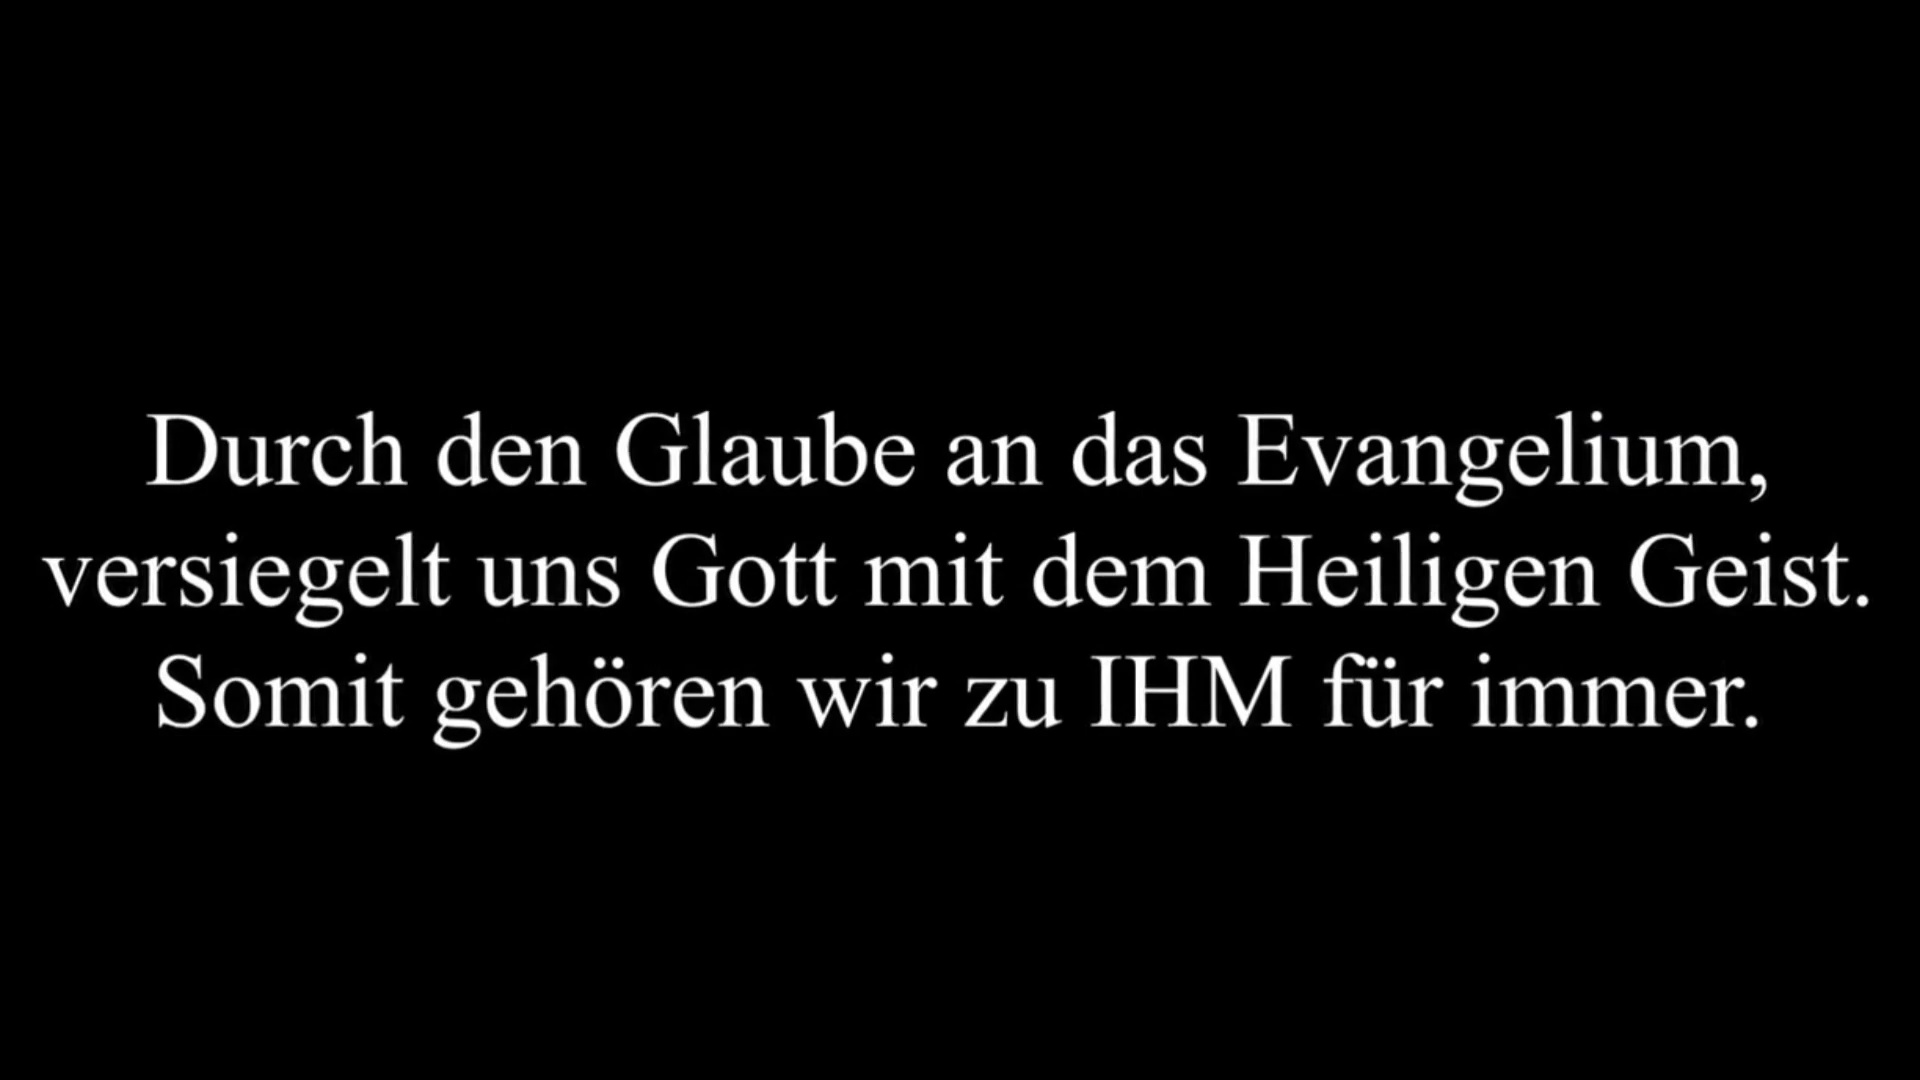 Durch den Glaube an das Evangelium,
versiegelt uns Gott mit dem Heiligen Geist.
Somit gehören wir zu IHM für immer.